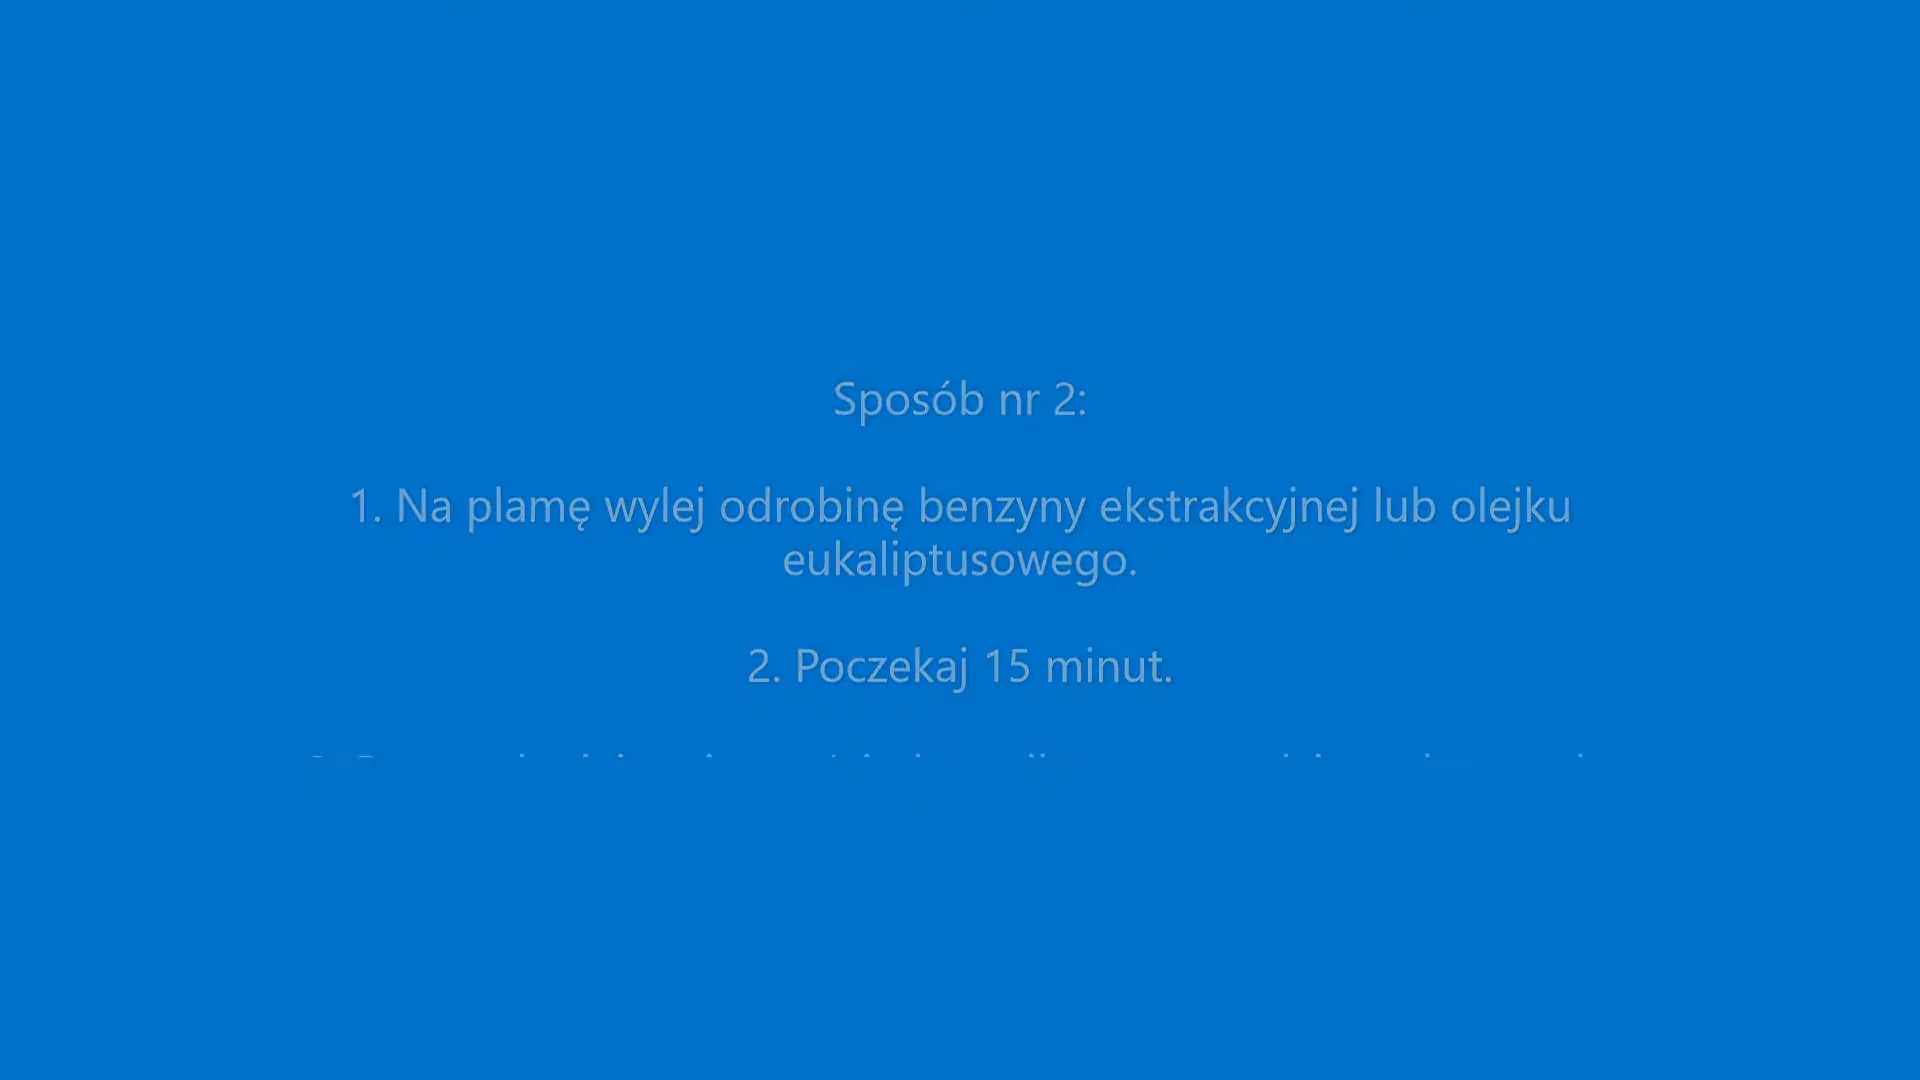 Sposób nr 2:
1. Na plamę wylej odrobinę benzyny ekstrakcyjnej lub olejku
eukaliptusowego.
2. Poczekaj 15 minut.